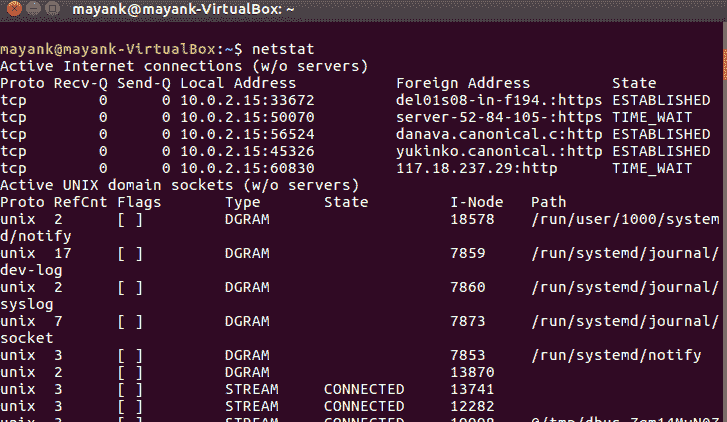 mayank@mayank-VirtualBox: ~
mayank@mayank-VirtualBox:~$ netstat
Active Internet connections (w/o servers)
Proto Recv-Q Send-Q Local Address           Foreign Address         State
tcp        0      0 10.0.2.15:33672         del01s08-in-f194.:https ESTABLISHED
tcp        0      0 10.0.2.15:50070         server-52-84-105-:https TIME_WAIT
tcp        0      0 10.0.2.15:56524         danava.canonical.c:http ESTABLISHED
tcp        0      0 10.0.2.15:45326         yukinko.canonical.:http ESTABLISHED
tcp        0      0 10.0.2.15:60830         117.18.237.29:http      TIME_WAIT
Active UNIX domain sockets (w/o servers)
Proto RefCnt Flags       Type       State         I-Node   Path
unix  2      [ ]         DGRAM                    18578    /run/user/1000/system
d/notify
unix  17     [ ]         DGRAM                    7859     /run/systemd/journal/
dev-log
unix  2      [ ]         DGRAM                    7860     /run/systemd/journal/
syslog
unix  7      [ ]         DGRAM                    7873     /run/systemd/journal/
socket
unix  3      [ ]         DGRAM                    7853     /run/systemd/notify
unix  2      [ ]         DGRAM                    13870
unix  3      [ ]         STREAM     CONNECTED     13741
unix  3      [ ]         STREAM     CONNECTED     12282
unix  3      [ ]         STREAM     CONNECTED